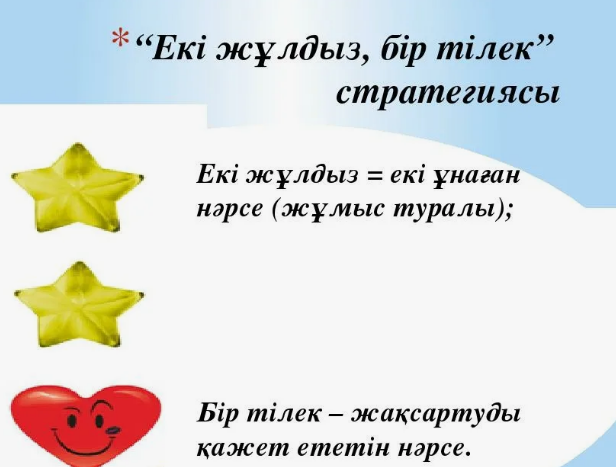 *“Екі жұлдыз, бір тілек”
стратегиясы
Екі жұлдыз = екі ұнаған
нәрсе (жұмыс туралы);
Бір тілек – жақсартуды
қажет ететін нәрсе.